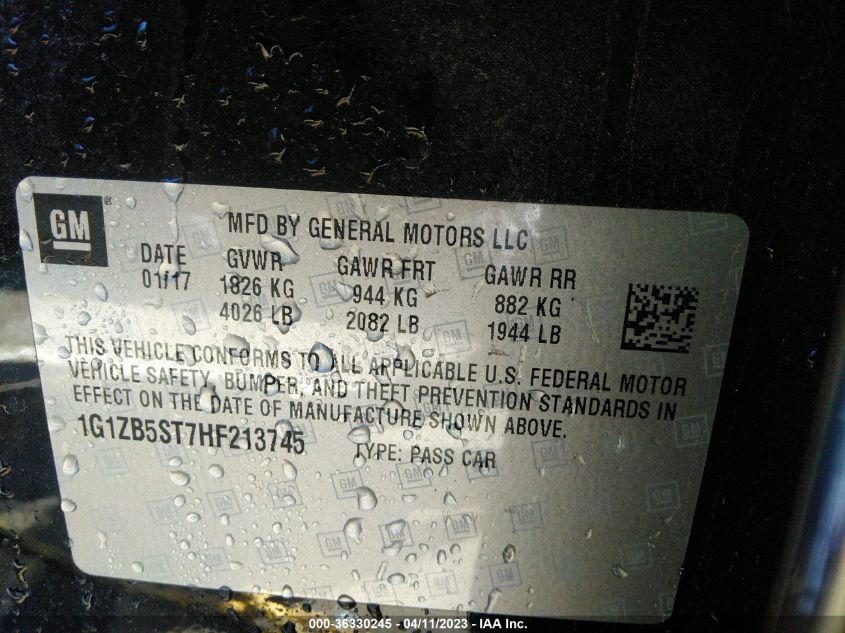 GM ®
MFD BY GENERAL MOTORS LLC
DATE GVWR GAWR FRT GAWR RR
01/17 1826 KG 944 KG 882 KG
4026 LB 2082 LB 1944 LB
THIS VEHICLE CONFORMS TO ALL APPLICABLE U.S. FEDERAL MOTOR
VEHICLE SAFETY, BUMPER, AND THEFT PREVENTION STANDARDS IN
EFFECT ON THE DATE OF MANUFACTURE SHOWN ABOVE.
1G1ZB5ST7HF213745 TYPE: PASS CAR
000-36330245 - 04/11/2023 - IAA Inc.